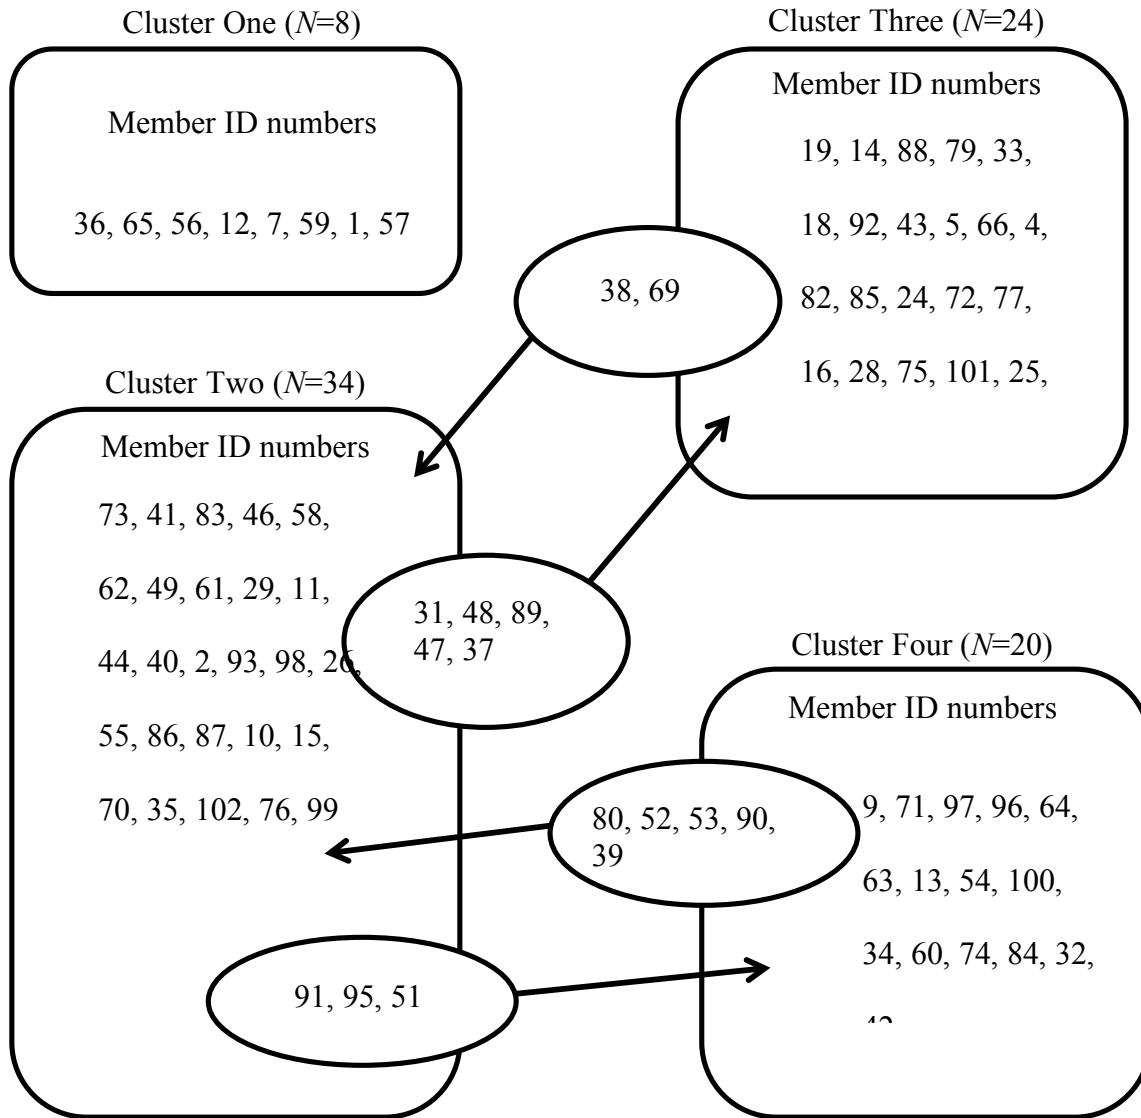 Cluster One (N=8)
Member ID numbers
36, 65, 56, 12, 7, 59, 1, 57
Cluster Three (N=24)
Member ID numbers
19, 14, 88, 79, 33,
18, 92, 43, 5, 66, 4,
82, 85, 24, 72, 77,
16, 28, 75, 101, 25,
38, 69
Cluster Two (N=34)
Member ID numbers
73, 41, 83, 46, 58,
62, 49, 61, 29, 11,
44, 40, 2, 93, 98, 26,
55, 86, 87, 10, 15,
70, 35, 102, 76, 99
31, 48, 89,
47, 37
Cluster Four (N=20)
Member ID numbers
9, 71, 97, 96, 64,
63, 13, 54, 100,
34, 60, 74, 84, 32,
80, 52, 53, 90,
39
91, 95, 51